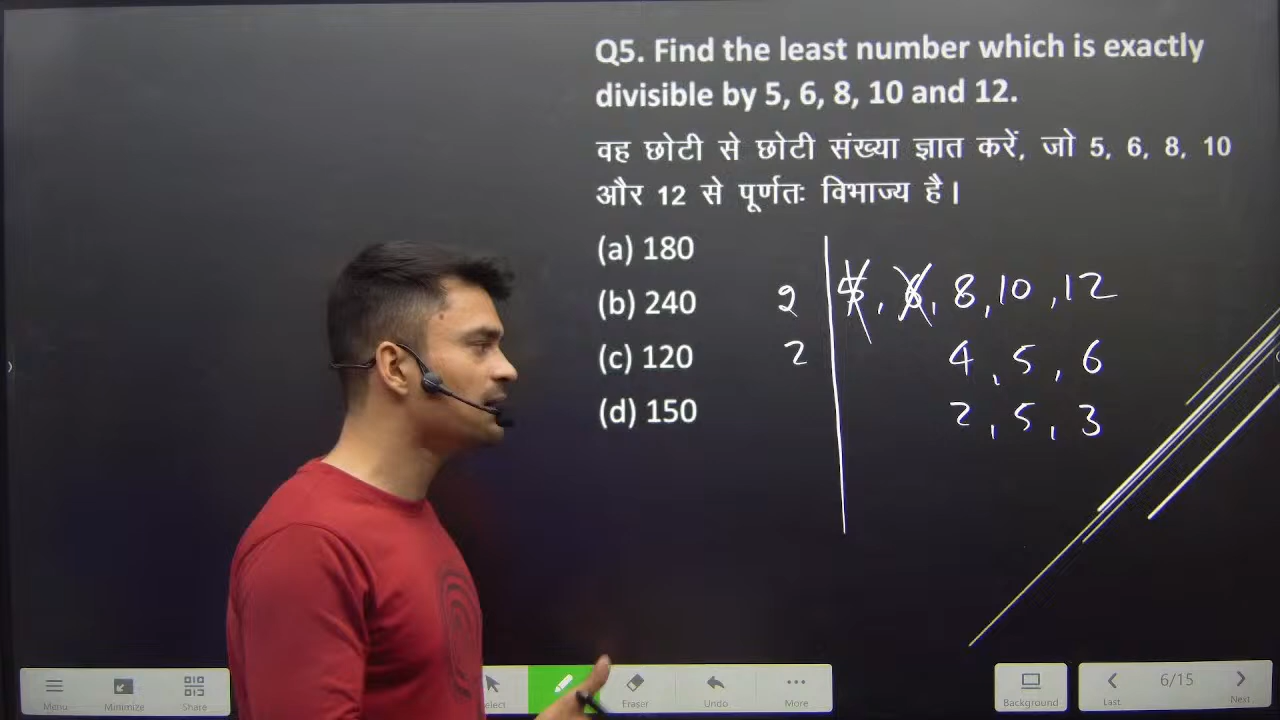 Q5. Find the least number which is exactly
divisible by 5, 6, 8, 10 and 12.
वह छोटी से छोटी संख्या ज्ञात करें, जो 5, 6, 8, 10
और 12 से पूर्णतः विभाज्य है।
(a) 180
(b) 240
(c) 120
(d) 150
2 5, 6, 8, 10, 12
2 4, 5, 6
2, 5, 3
Menu Minimize Share
elect Eraser Undo More
Background
Last 6/15 Next